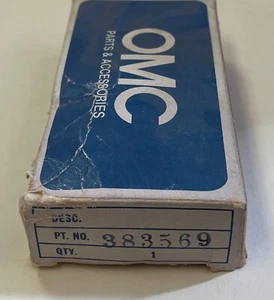 OMC
PARTS & ACCESSORIES
DESC.
PT. NO. 383569
QTY. 1